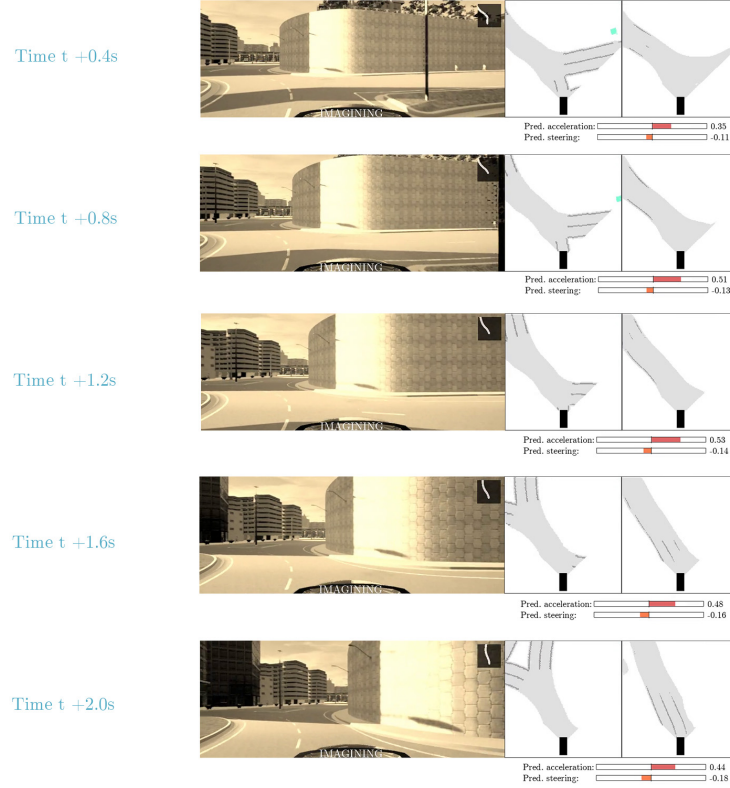 Time t +0.4s
IMAGINING
Pred. acceleration: 0.35
Pred. steering: -0.11
Time t +0.8s
IMAGINING
Pred. acceleration: 0.51
Pred. steering: -0.13
Time t +1.2s
IMAGINING
Pred. acceleration: 0.53
Pred. steering: -0.14
Time t +1.6s
IMAGINING
Pred. acceleration: 0.48
Pred. steering: -0.16
Time t +2.0s
IMAGINING
Pred. acceleration: 0.44
Pred. steering: -0.18